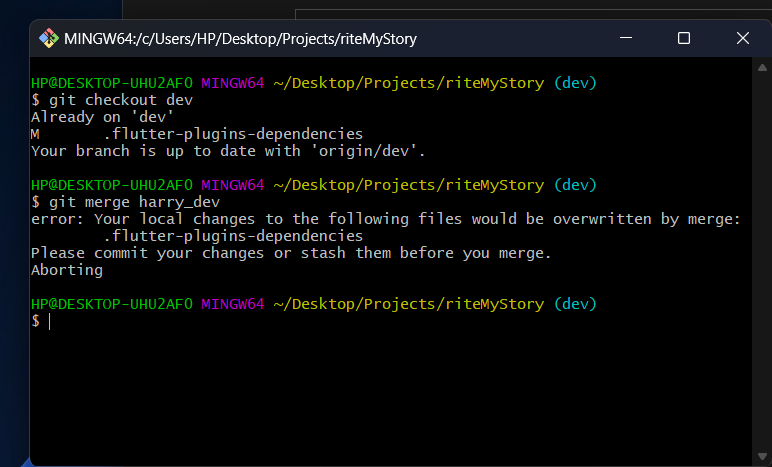 MINGW64:/c/Users/HP/Desktop/Projects/riteMyStory
HP@DESKTOP-UHU2AF0 MINGW64 ~/Desktop/Projects/riteMyStory (dev)
$ git checkout dev
Already on 'dev'
M       .flutter-plugins-dependencies
Your branch is up to date with 'origin/dev'.
HP@DESKTOP-UHU2AF0 MINGW64 ~/Desktop/Projects/riteMyStory (dev)
$ git merge harry_dev
error: Your local changes to the following files would be overwritten by merge:
        .flutter-plugins-dependencies
Please commit your changes or stash them before you merge.
Aborting
HP@DESKTOP-UHU2AF0 MINGW64 ~/Desktop/Projects/riteMyStory (dev)
$